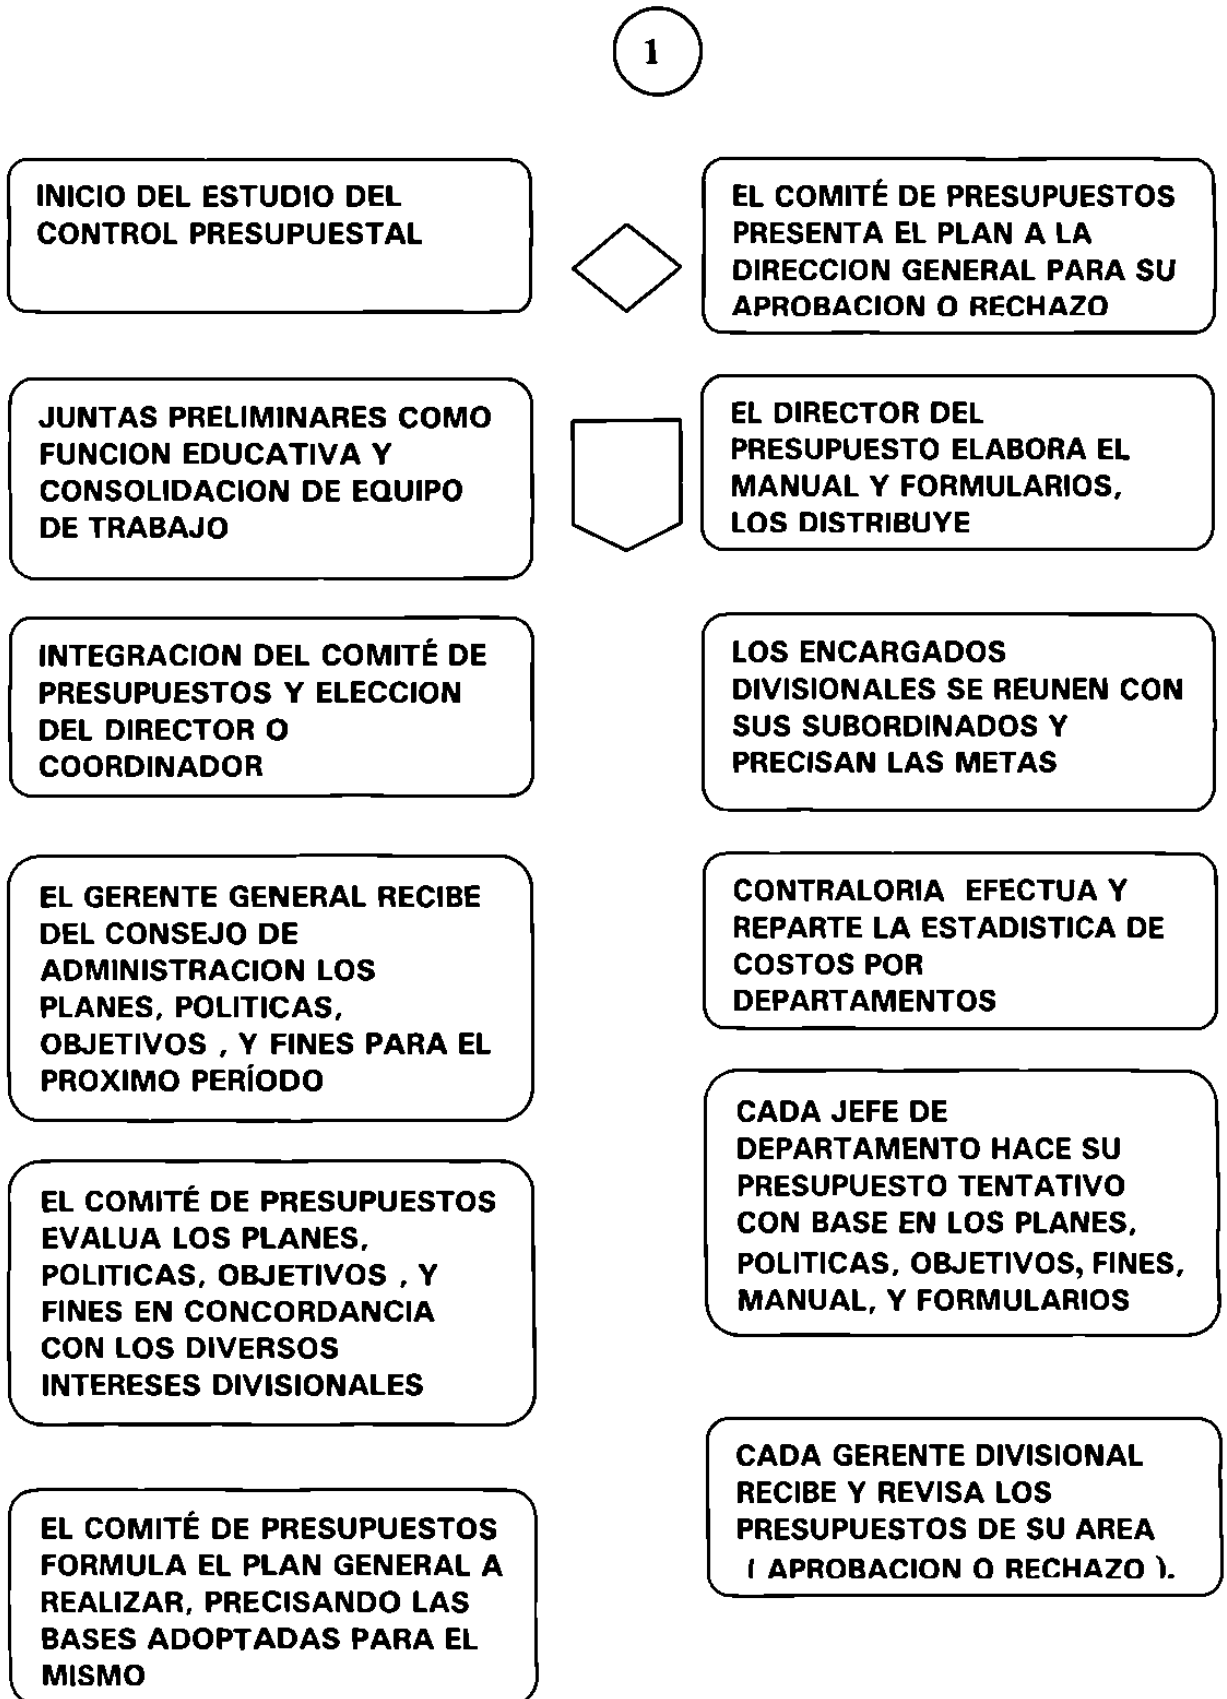 1
INICIO DEL ESTUDIO DEL
CONTROL PRESUPUESTAL
JUNTAS PRELIMINARES COMO
FUNCION EDUCATIVA Y
CONSOLIDACION DE EQUIPO
DE TRABAJO
INTEGRACION DEL COMITÉ DE
PRESUPUESTOS Y ELECCION
DEL DIRECTOR O
COORDINADOR
EL GERENTE GENERAL RECIBE
DEL CONSEJO DE
ADMINISTRACION LOS
PLANES, POLITICAS,
OBJETIVOS , Y FINES PARA EL
PROXIMO PERÍODO
EL COMITÉ DE PRESUPUESTOS
EVALUA LOS PLANES,
POLITICAS, OBJETIVOS , Y
FINES EN CONCORDANCIA
CON LOS DIVERSOS
INTERESES DIVISIONALES
EL COMITÉ DE PRESUPUESTOS
FORMULA EL PLAN GENERAL A
REALIZAR, PRECISANDO LAS
BASES ADOPTADAS PARA EL
MISMO
EL COMITÉ DE PRESUPUESTOS
PRESENTA EL PLAN A LA
DIRECCION GENERAL PARA SU
APROBACION O RECHAZO
EL DIRECTOR DEL
PRESUPUESTO ELABORA EL
MANUAL Y FORMULARIOS,
LOS DISTRIBUYE
LOS ENCARGADOS
DIVISIONALES SE REUNEN CON
SUS SUBORDINADOS Y
PRECISAN LAS METAS
CONTRALORIA EFECTUA Y
REPARTE LA ESTADISTICA DE
COSTOS POR
DEPARTAMENTOS
CADA JEFE DE
DEPARTAMENTO HACE SU
PRESUPUESTO TENTATIVO
CON BASE EN LOS PLANES,
POLITICAS, OBJETIVOS, FINES,
MANUAL, Y FORMULARIOS
CADA GERENTE DIVISIONAL
RECIBE Y REVISA LOS
PRESUPUESTOS DE SU AREA
( APROBACION O RECHAZO ).